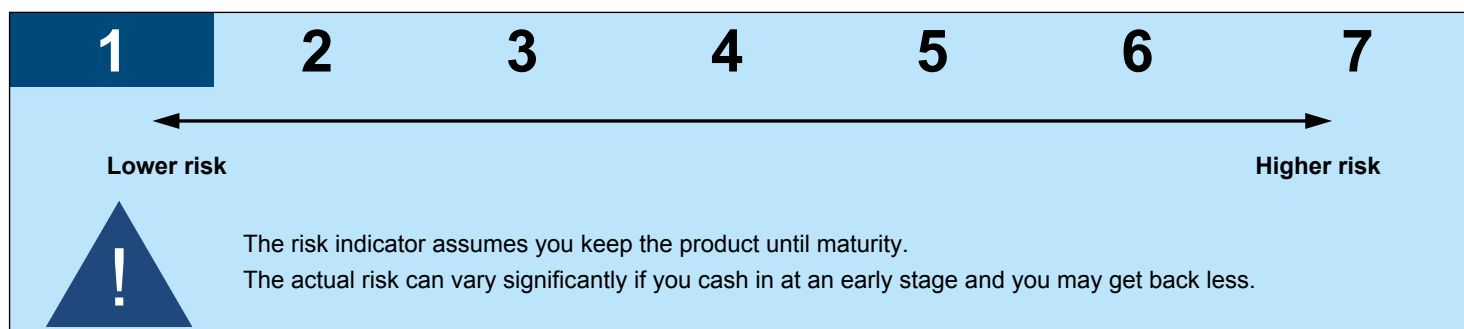 1 2 3 4 5 6 7
Lower risk Higher risk
!
The risk indicator assumes you keep the product until maturity.
The actual risk can vary significantly if you cash in at an early stage and you may get back less.